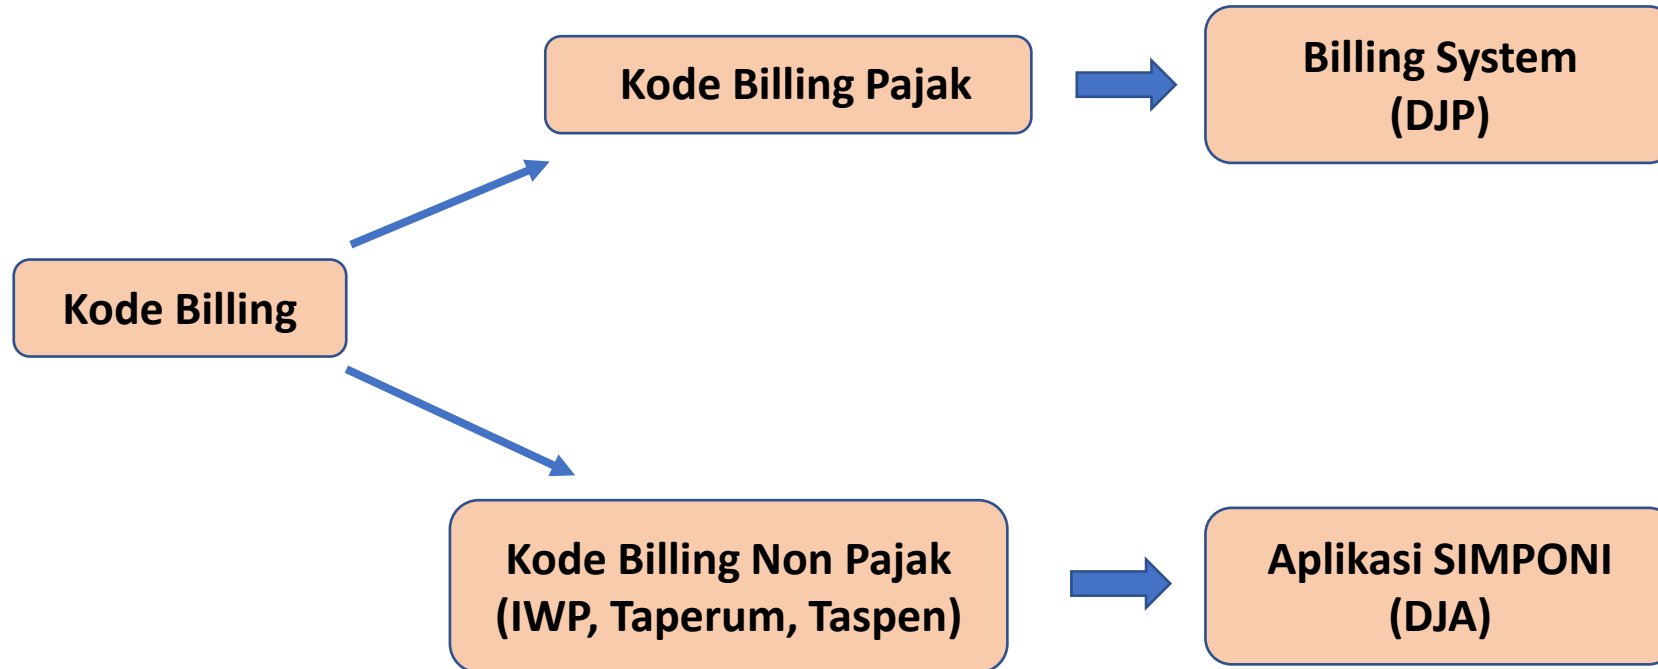 Kode Billing Pajak
Billing System
(DJP)
Kode Billing
Kode Billing Non Pajak
(IWP, Taperum, Taspen)
Aplikasi SIMPONI
(DJA)